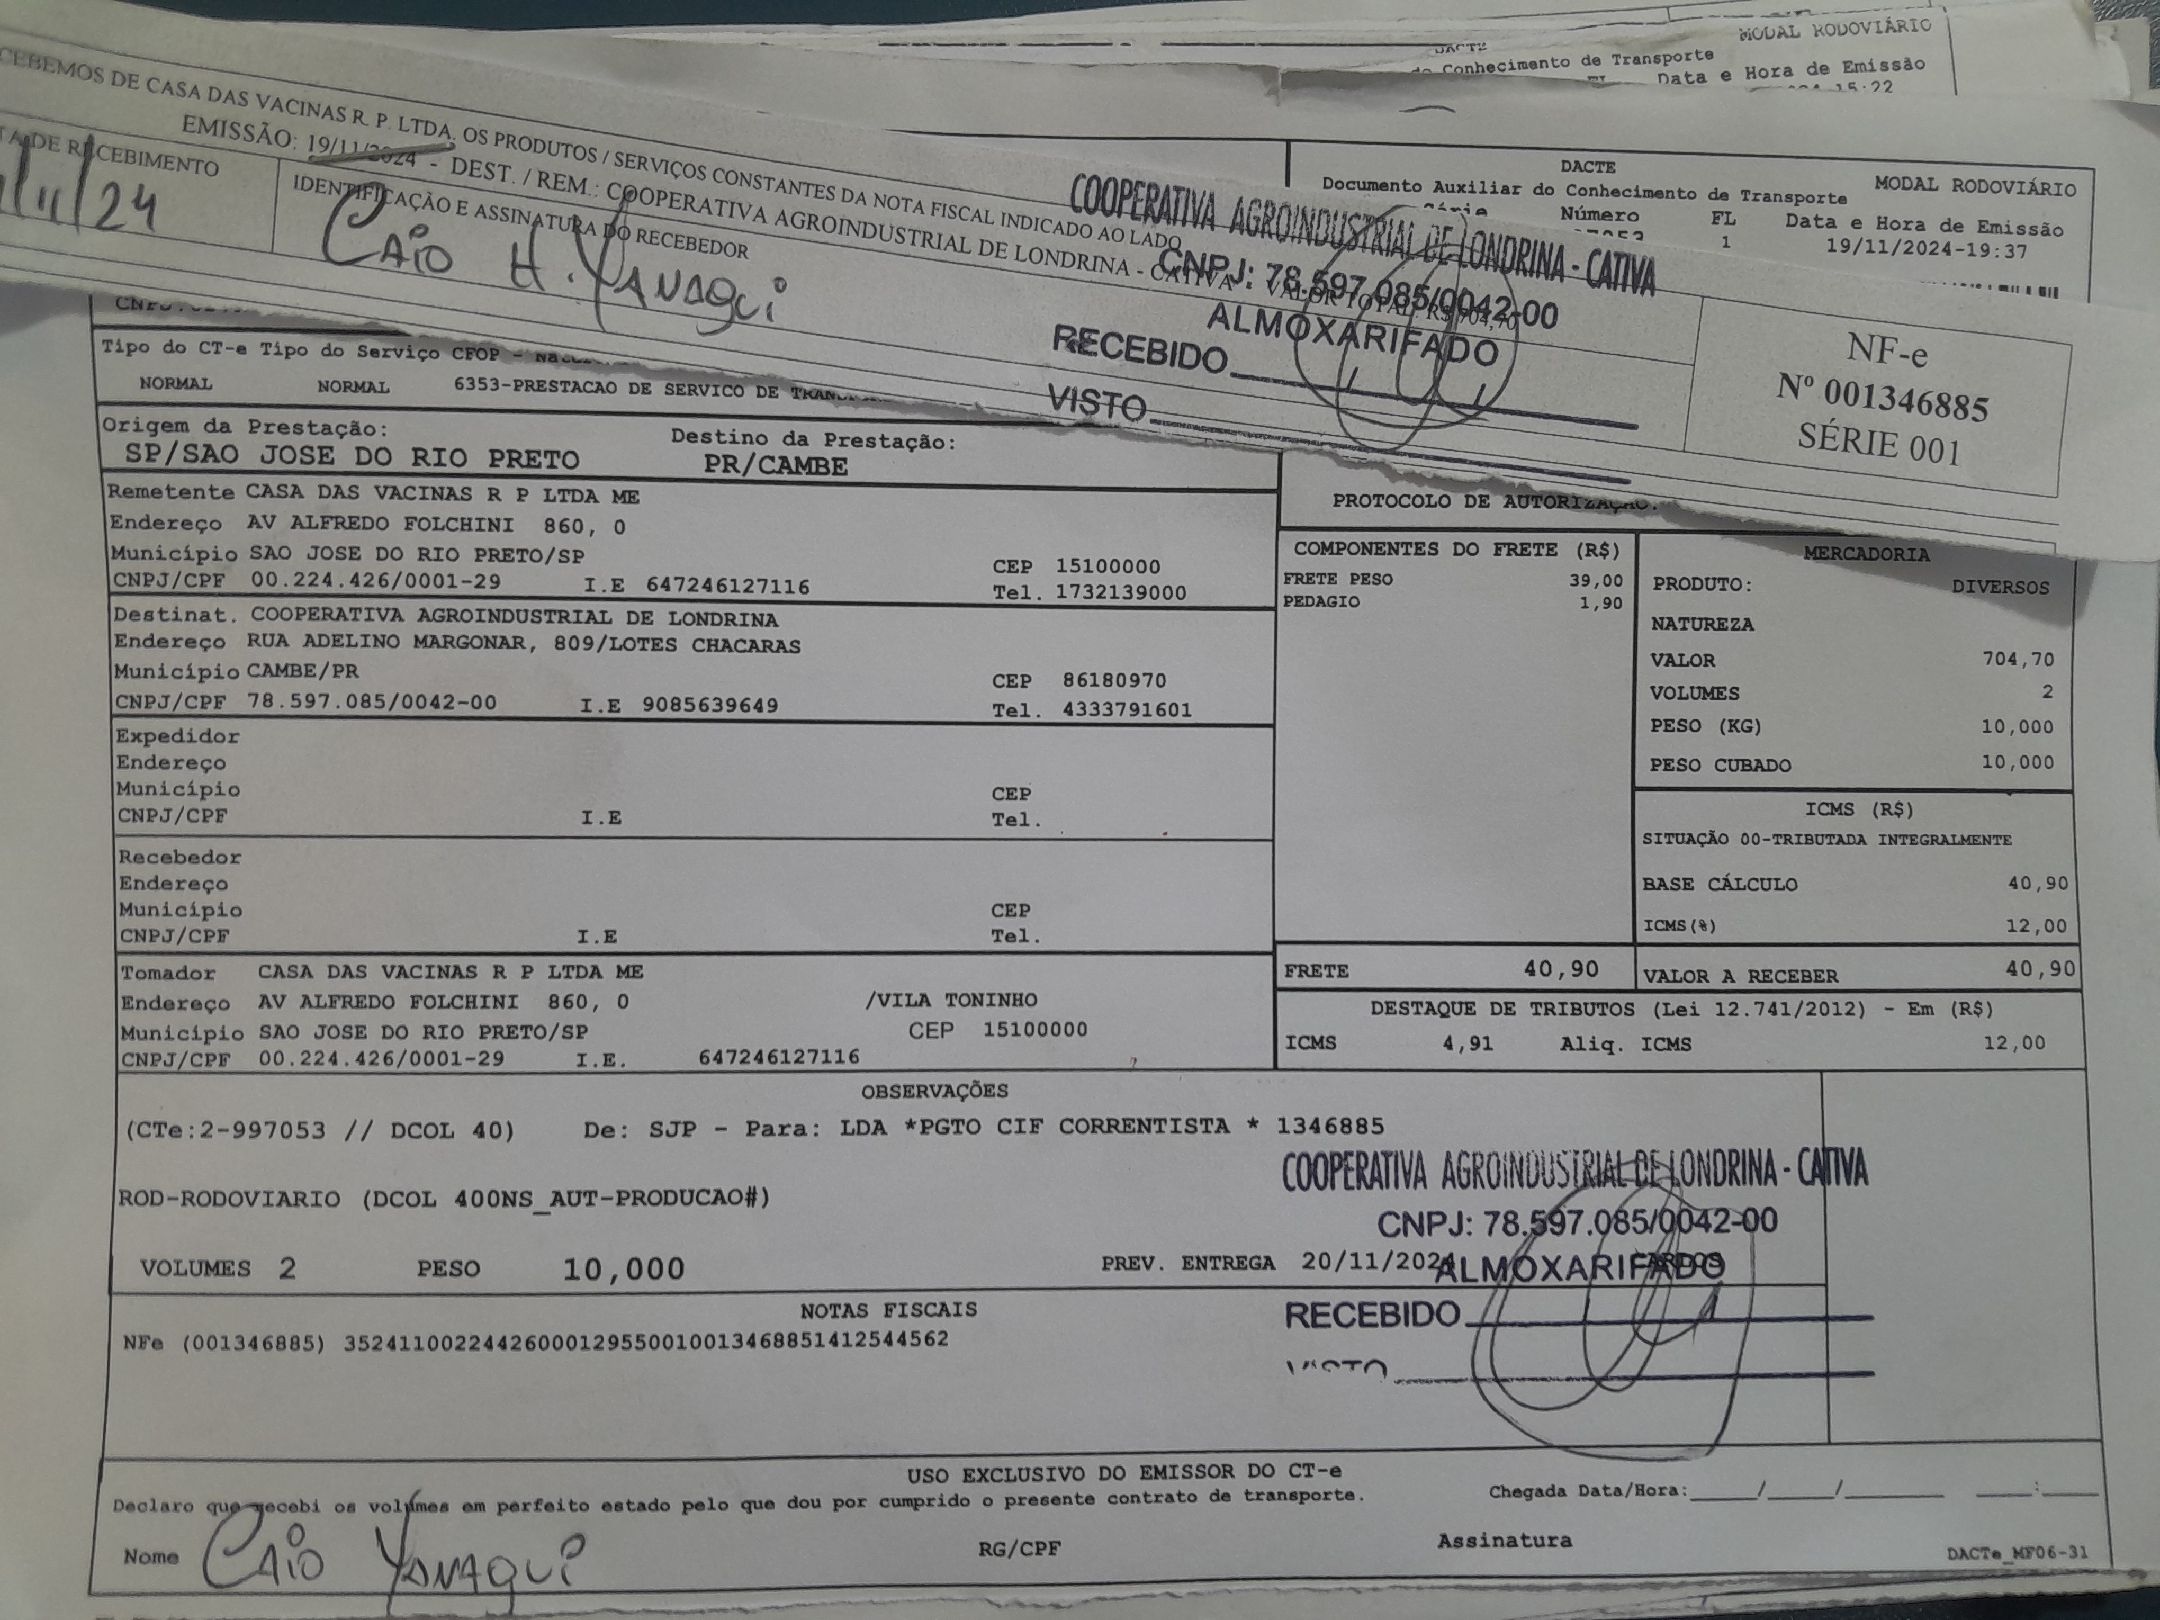 MODAL RODOVIÁRIO
DACTE
Conhecimento de Transporte
Data e Hora de Emissão
15:22
CEBEMOS DE CASA DAS VACINAS R. P. LTDA. OS PRODUTOS / SERVIÇOS CONSTANTES DA NOTA FISCAL INDICADO AO LADO
EMISSÃO: 19/11/2024 - DEST. / REM.: COOPERATIVA AGROINDUSTRIAL DE LONDRINA - CATIVA VALOR TOTAL: R$ 704,70
TA DE RECEBIMENTO
/11/24
IDENTIFICAÇÃO E ASSINATURA DO RECEBEDOR
CAIO H. YANAGUI
COOPERATIVA AGROINDUSTRIAL DE LONDRINA - CATIVA
CNPJ: 78.597.085/0042-00
ALMOXARIFADO
RECEBIDO
VISTO
NF-e
Nº 001346885
SÉRIE 001
DACTE
Documento Auxiliar do Conhecimento de Transporte
MODAL RODOVIÁRIO
Série Número FL Data e Hora de Emissão
1 19/11/2024-19:37
Tipo do CT-e Tipo do Serviço CFOP -
NORMAL NORMAL 6353-PRESTACAO DE SERVICO DE
Origem da Prestação: Destino da Prestação:
SP/SAO JOSE DO RIO PRETO PR/CAMBE
PROTOCOLO DE AUTORIZAÇÃO:
Remetente CASA DAS VACINAS R P LTDA ME
Endereço AV ALFREDO FOLCHINI 860, 0
Município SAO JOSE DO RIO PRETO/SP CEP 15100000
CNPJ/CPF 00.224.426/0001-29 I.E 647246127116 Tel. 1732139000
Destinat. COOPERATIVA AGROINDUSTRIAL DE LONDRINA
Endereço RUA ADELINO MARGONAR, 809/LOTES CHACARAS
Município CAMBE/PR CEP 86180970
CNPJ/CPF 78.597.085/0042-00 I.E 9085639649 Tel. 4333791601
Expedidor
Endereço
Município CEP
CNPJ/CPF I.E Tel.
Recebedor
Endereço
Município CEP
CNPJ/CPF I.E Tel.
Tomador CASA DAS VACINAS R P LTDA ME
Endereço AV ALFREDO FOLCHINI 860, 0 /VILA TONINHO
Município SAO JOSE DO RIO PRETO/SP CEP 15100000
CNPJ/CPF 00.224.426/0001-29 I.E. 647246127116
COMPONENTES DO FRETE (R$)
FRETE PESO 39,00
PEDAGIO 1,90
MERCADORIA
PRODUTO: DIVERSOS
NATUREZA
VALOR 704,70
VOLUMES 2
PESO (KG) 10,000
PESO CUBADO 10,000
ICMS (R$)
SITUAÇÃO 00-TRIBUTADA INTEGRALMENTE
BASE CÁLCULO 40,90
ICMS(%) 12,00
FRETE 40,90 VALOR A RECEBER 40,90
DESTAQUE DE TRIBUTOS (Lei 12.741/2012) - Em (R$)
ICMS 4,91 Aliq. ICMS 12,00
OBSERVAÇÕES
(CTe:2-997053 // DCOL 40) De: SJP - Para: LDA *PGTO CIF CORRENTISTA * 1346885
COOPERATIVA AGROINDUSTRIAL DE LONDRINA - CATIVA
ROD-RODOVIARIO (DCOL 400NS_AUT-PRODUCAO#)
CNPJ: 78.597.085/0042-00
VOLUMES 2 PESO 10,000 PREV. ENTREGA 20/11/2024
ALMOXARIFADO
NOTAS FISCAIS
RECEBIDO
NFe (001346885) 35241100224426000129550010013468851412544562
VISTO
USO EXCLUSIVO DO EMISSOR DO CT-e
Declaro que recebi os volumes em perfeito estado pelo que dou por cumprido o presente contrato de transporte. Chegada Data/Hora:____/____/______ ____:____
Nome CAIO YANAGUI RG/CPF Assinatura
DACTe_MF06-31